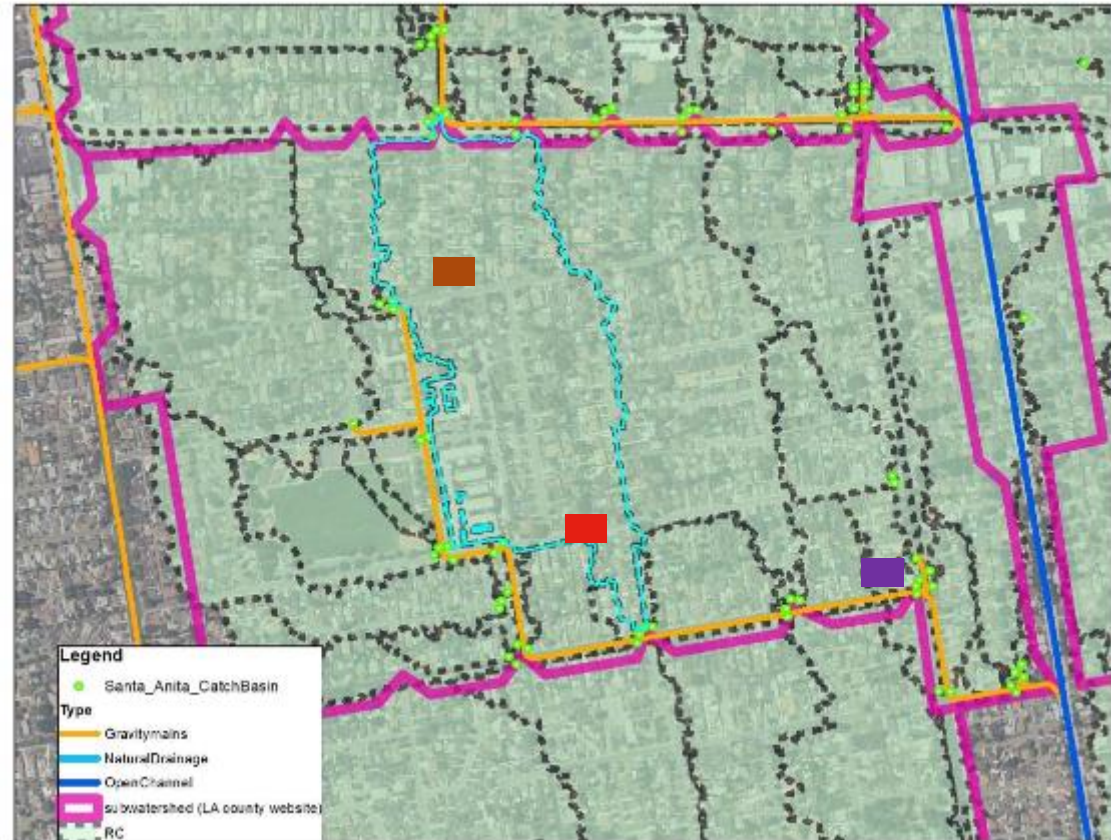 Legend
Santa_Anita_CatchBasin
Type
Gravitymains
NaturalDrainage
OpenChannel
subwatershed (LA county website)
RC